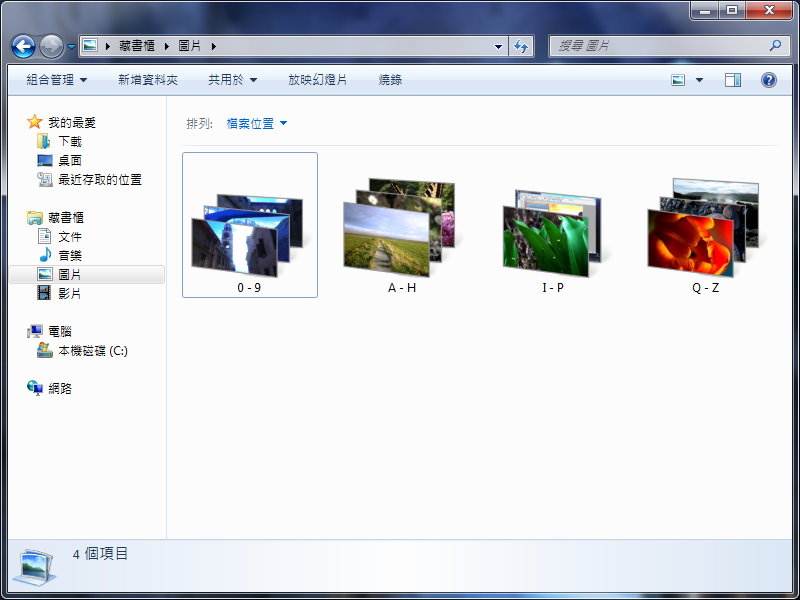 藏書櫃 圖片
搜尋 圖片
組合管理 新增資料夾 共用於 放映幻燈片 燒錄
我的最愛
下載
桌面
最近存取的位置
藏書櫃
文件
音樂
圖片
影片
電腦
本機磁碟 (C:)
網路
排列: 檔案位置
0 - 9
A - H
I - P
Q - Z
4 個項目